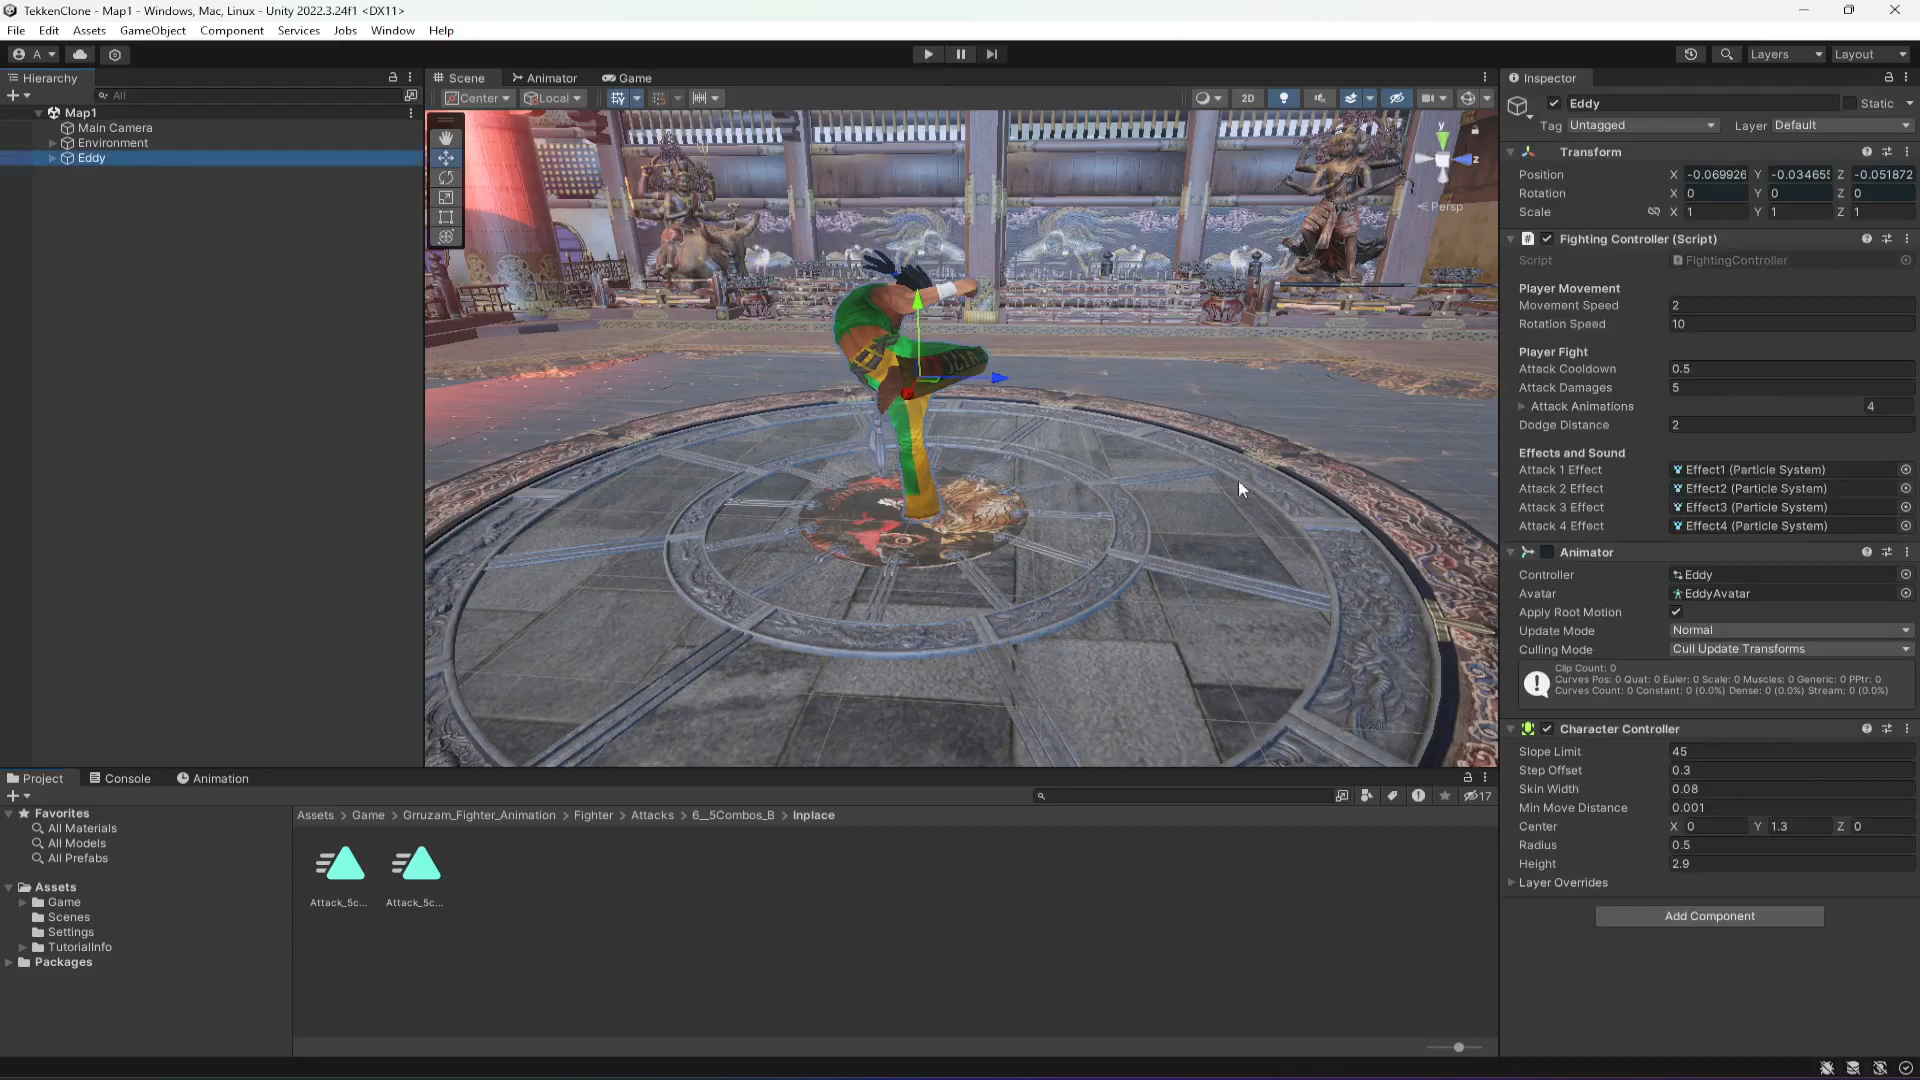 TekkenClone - Map1 - Windows, Mac, Linux - Unity 2022.3.24f1 <DX11>
File Edit Assets GameObject Component Services Jobs Window Help
A
Layers Layout
Hierarchy
All
Map1
Main Camera
Environment
Eddy
Scene Animator Game
Center Local
2D
y
z
Persp
Inspector
Eddy Static
Tag Untagged Layer Default
Transform
Position X -0.069926 Y -0.034655 Z -0.051872
Rotation X 0 Y 0 Z 0
Scale X 1 Y 1 Z 1
Fighting Controller (Script)
Script FightingController
Player Movement
Movement Speed 2
Rotation Speed 10
Player Fight
Attack Cooldown 0.5
Attack Damages 5
Attack Animations 4
Dodge Distance 2
Effects and Sound
Attack 1 Effect Effect1 (Particle System)
Attack 2 Effect Effect2 (Particle System)
Attack 3 Effect Effect3 (Particle System)
Attack 4 Effect Effect4 (Particle System)
Animator
Controller Eddy
Avatar EddyAvatar
Apply Root Motion
Update Mode Normal
Culling Mode Cull Update Transforms
Clip Count: 0
Curves Pos: 0 Quat: 0 Euler: 0 Scale: 0 Muscles: 0 Generic: 0 PPtr: 0
Curves Count: 0 Constant: 0 (0.0%) Dense: 0 (0.0%) Stream: 0 (0.0%)
Character Controller
Slope Limit 45
Step Offset 0.3
Skin Width 0.08
Min Move Distance 0.001
Center X 0 Y 1.3 Z 0
Radius 0.5
Height 2.9
Layer Overrides
Add Component
Project Console Animation
17
Favorites
All Materials
All Models
All Prefabs
Assets
Game
Scenes
Settings
TutorialInfo
Packages
Assets > Game > Grruzam_Fighter_Animation > Fighter > Attacks > 6__5Combos_B > Inplace
Attack_5c... Attack_5c...